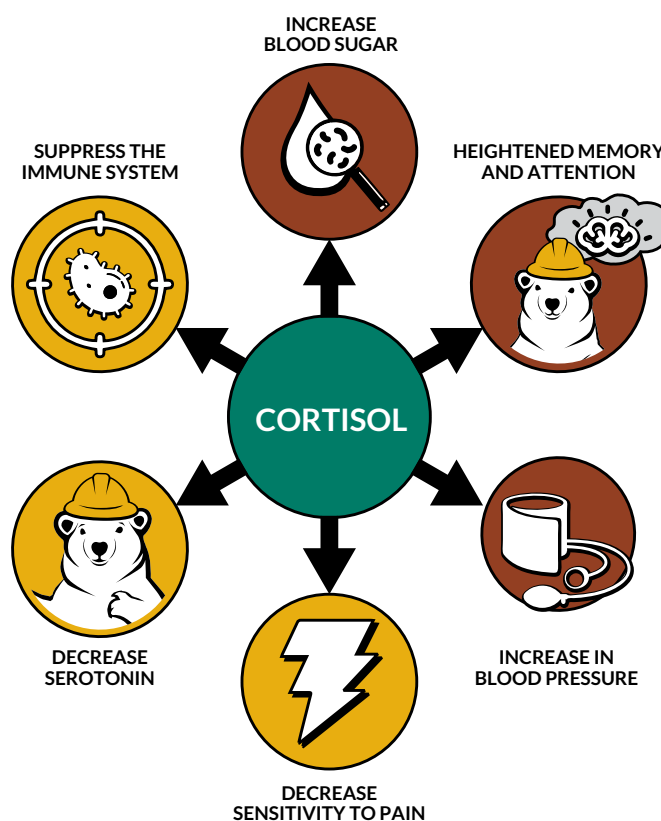 INCREASE
BLOOD SUGAR
SUPPRESS THE
IMMUNE SYSTEM
HEIGHTENED MEMORY
AND ATTENTION
CORTISOL
DECREASE
SEROTONIN
INCREASE IN
BLOOD PRESSURE
DECREASE
SENSITIVITY TO PAIN